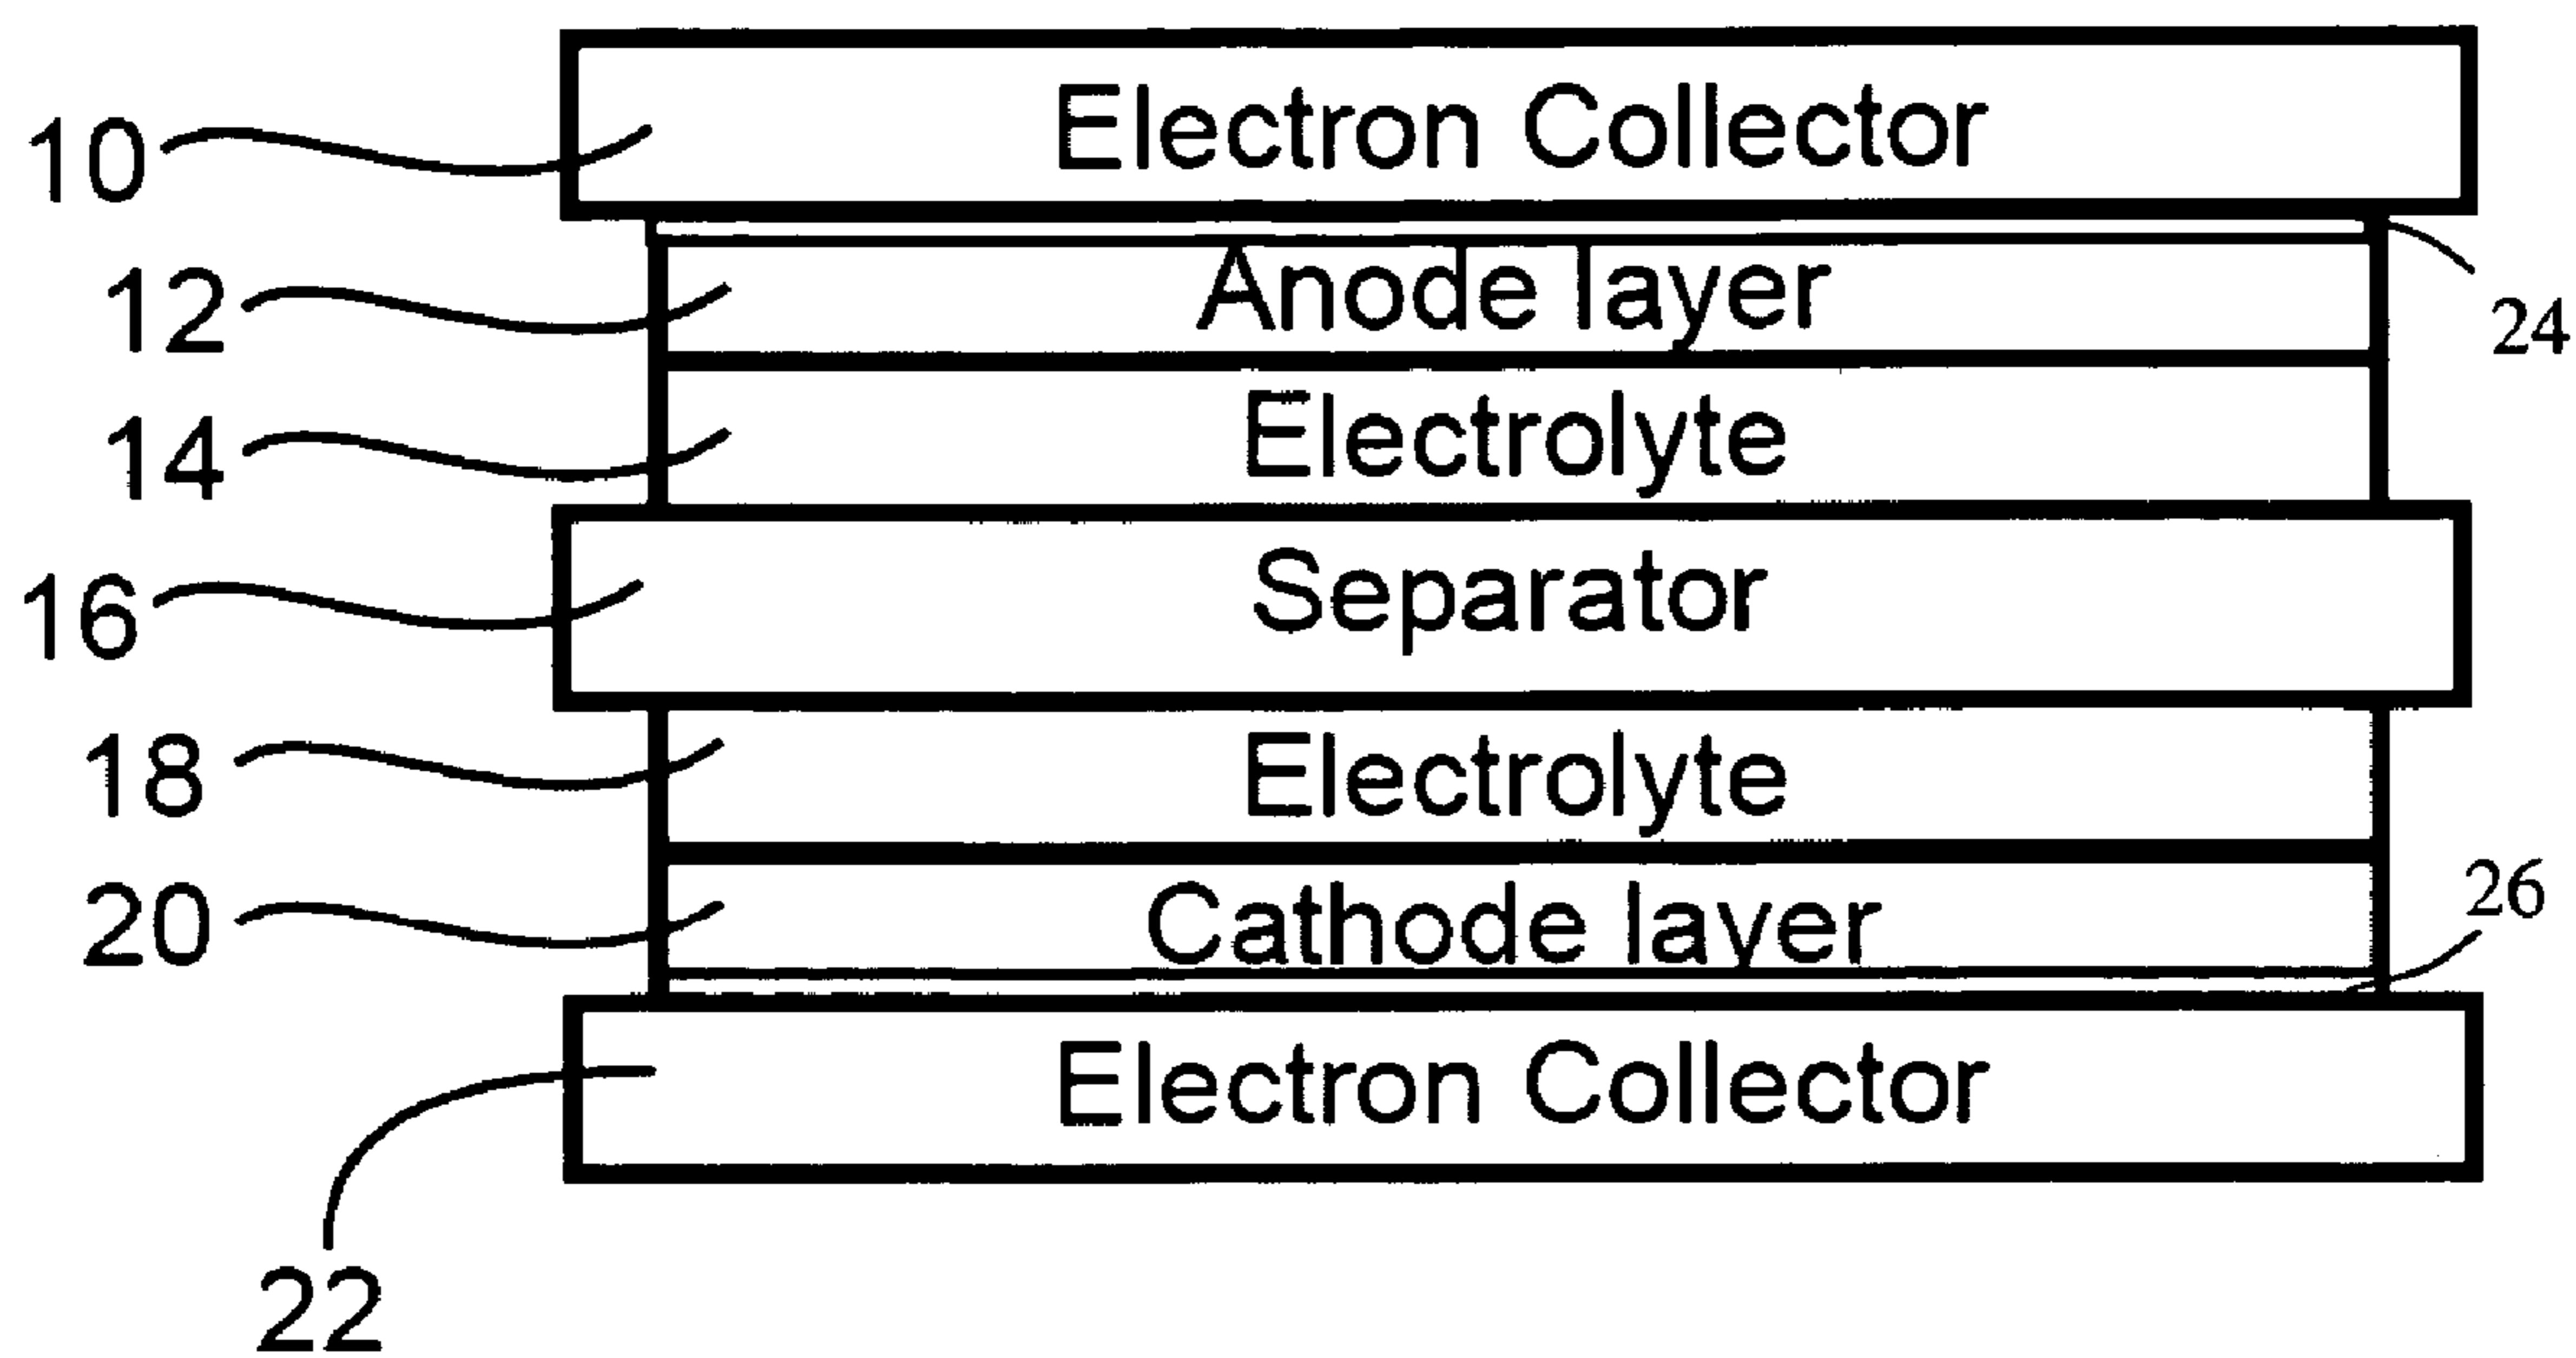 10 Electron Collector
12 Anode layer
24
14 Electrolyte
16 Separator
18 Electrolyte
20 Cathode layer
26
Electron Collector
22